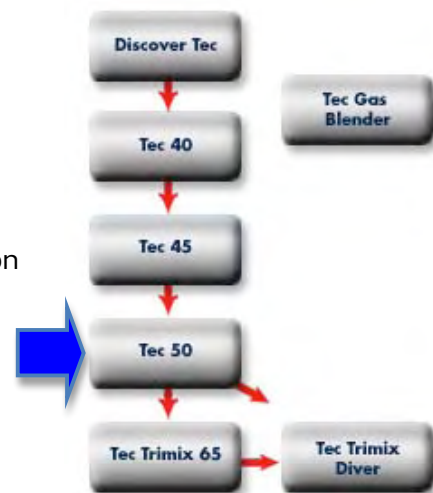 Discover Tec
Tec Gas
Blender
Tec 40
Tec 45
on
Tec 50
Tec Trimix 65
Tec Trimix
Diver